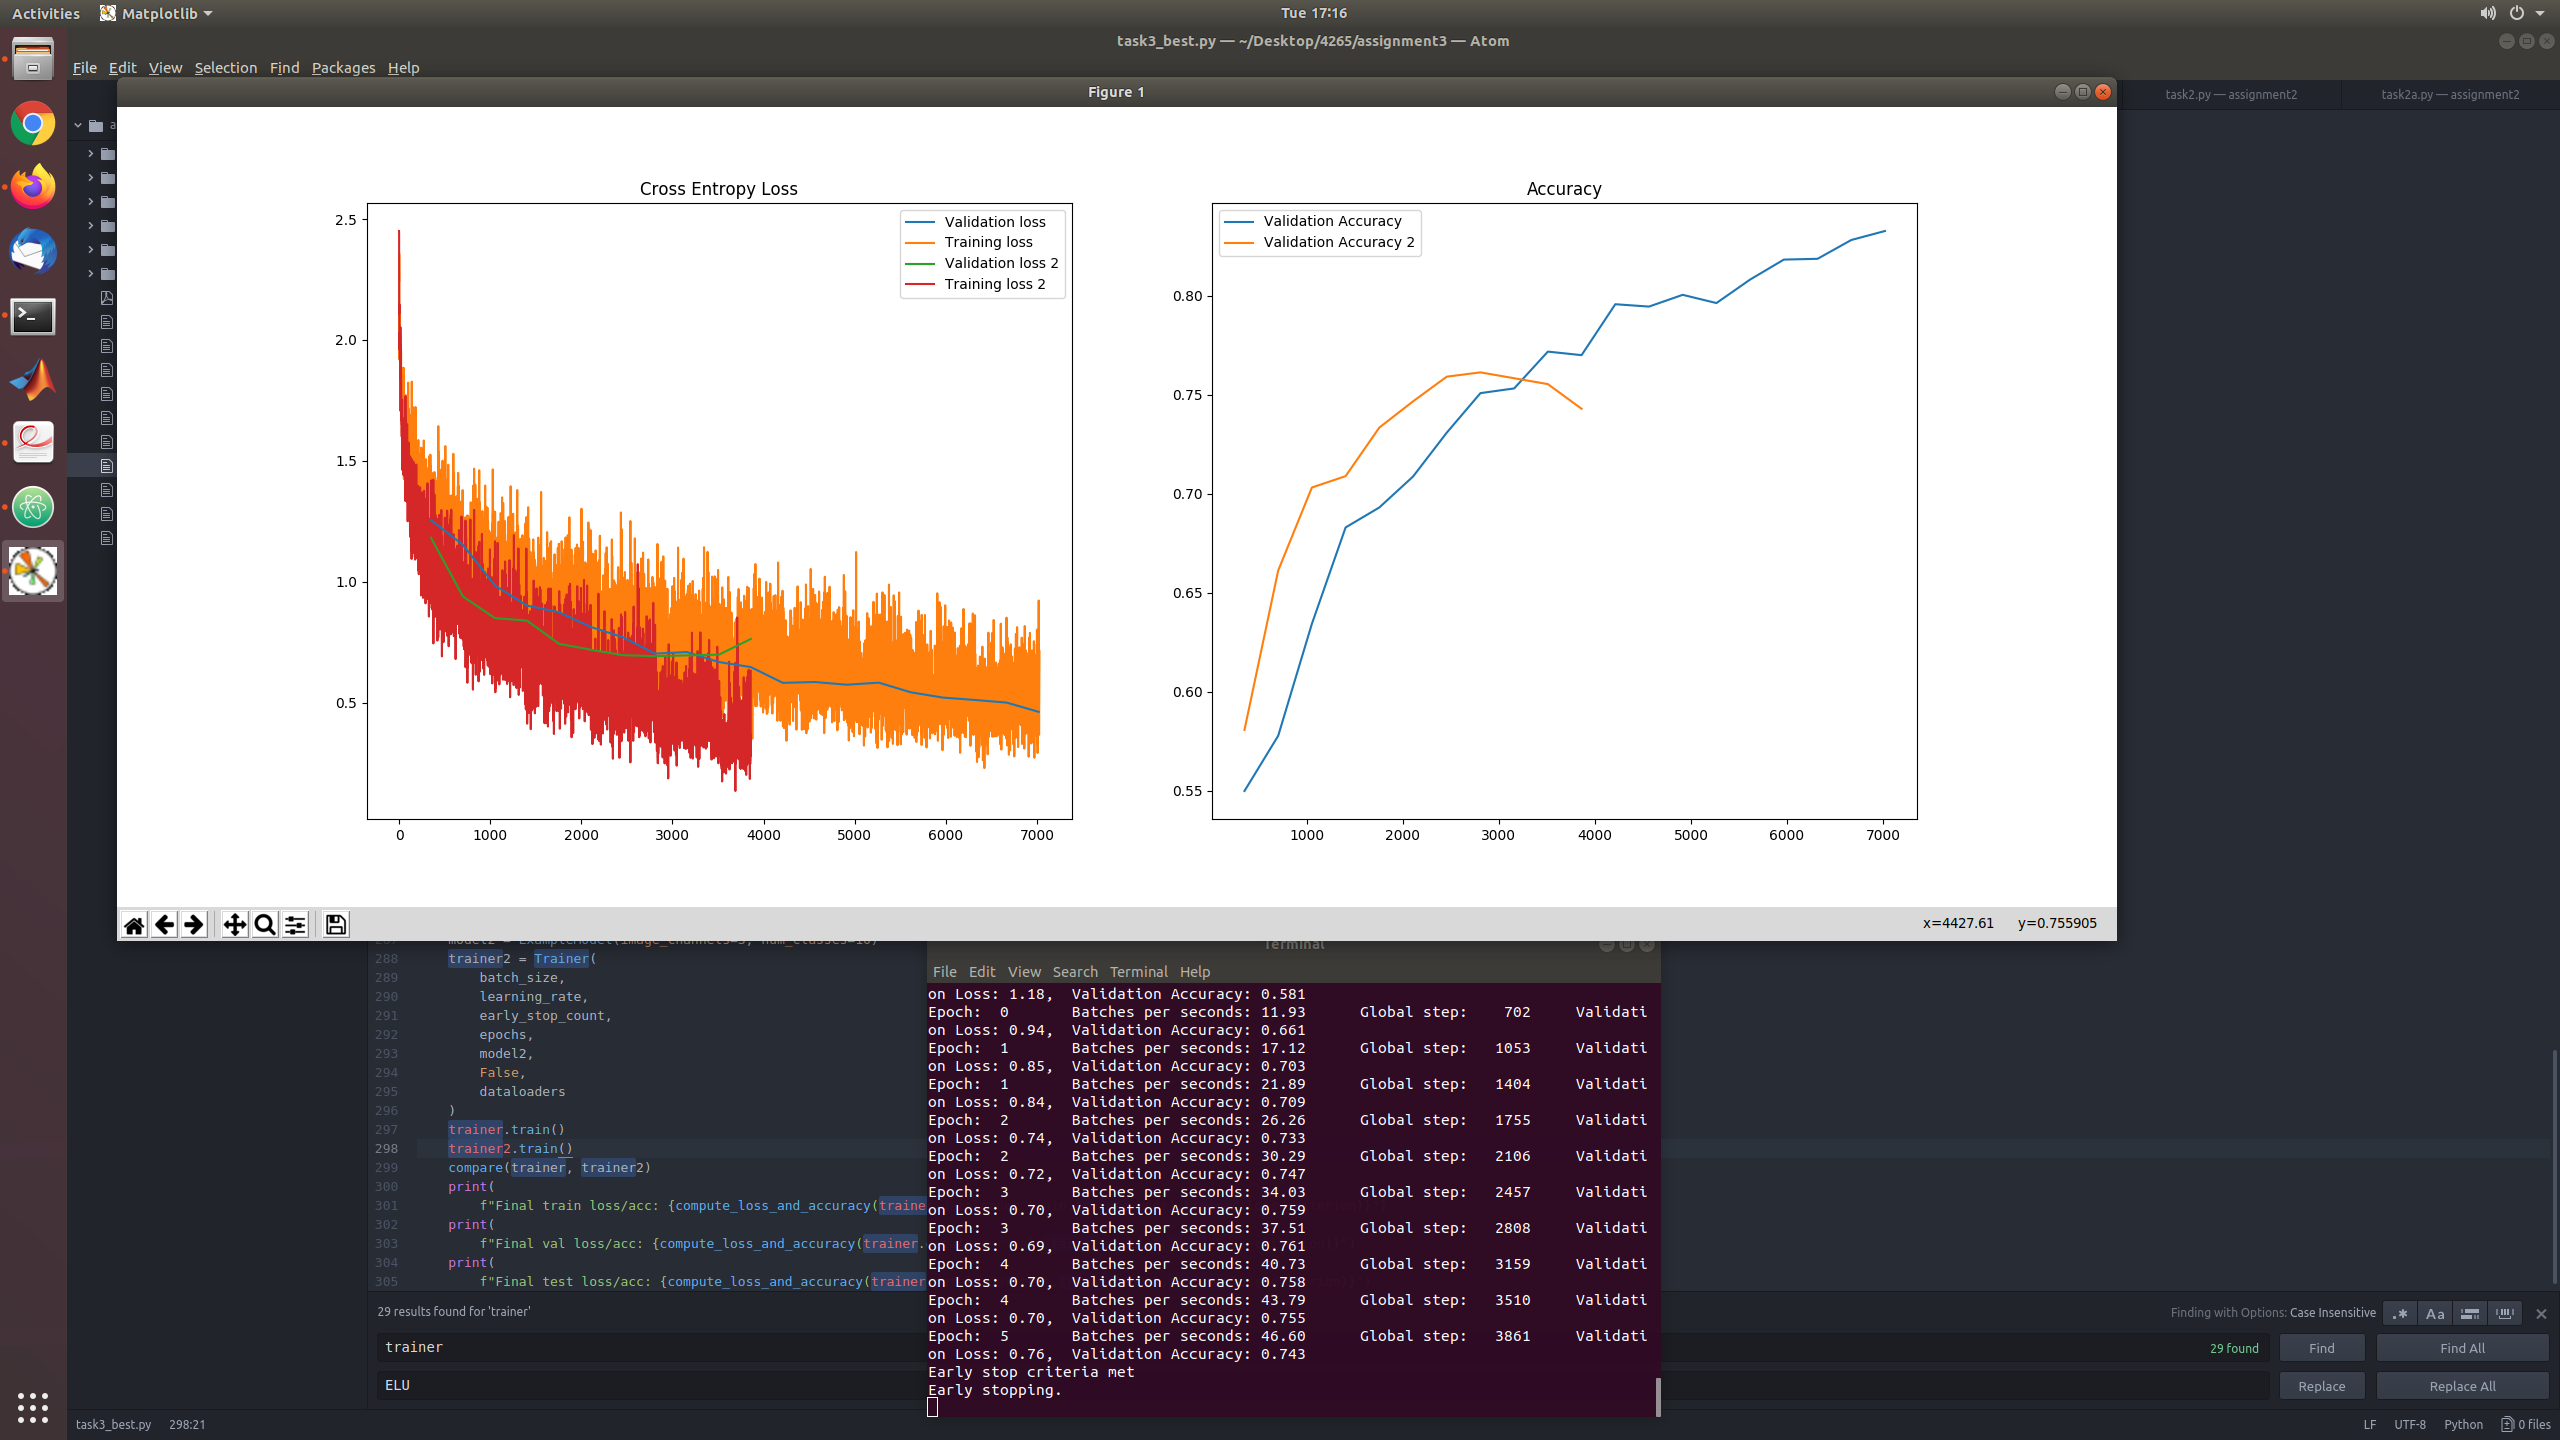 Activities
Matplotlib
Tue 17:16
task3_best.py — ~/Desktop/4265/assignment3 — Atom
File Edit View Selection Find Packages Help
Figure 1
task2.py — assignment2
task2a.py — assignment2
a
Cross Entropy Loss
Validation loss
Training loss
Validation loss 2
Training loss 2
2.5
2.0
1.5
1.0
0.5
0 1000 2000 3000 4000 5000 6000 7000
Accuracy
Validation Accuracy
Validation Accuracy 2
0.80
0.75
0.70
0.65
0.60
0.55
1000 2000 3000 4000 5000 6000 7000
x=4427.61 y=0.755905
288 trainer2 = Trainer(
289 batch_size,
290 learning_rate,
291 early_stop_count,
292 epochs,
293 model2,
294 False,
295 dataloaders
296 )
297 trainer.train()
298 trainer2.train()
299 compare(trainer, trainer2)
300 print(
301 f"Final train loss/acc: {compute_loss_and_accuracy(traine
302 print(
303 f"Final val loss/acc: {compute_loss_and_accuracy(trainer.
304 print(
305 f"Final test loss/acc: {compute_loss_and_accuracy(trainer
Terminal
File Edit View Search Terminal Help
on Loss: 1.18, Validation Accuracy: 0.581
Epoch: 0 Batches per seconds: 11.93 Global step: 702 Validati
on Loss: 0.94, Validation Accuracy: 0.661
Epoch: 1 Batches per seconds: 17.12 Global step: 1053 Validati
on Loss: 0.85, Validation Accuracy: 0.703
Epoch: 1 Batches per seconds: 21.89 Global step: 1404 Validati
on Loss: 0.84, Validation Accuracy: 0.709
Epoch: 2 Batches per seconds: 26.26 Global step: 1755 Validati
on Loss: 0.74, Validation Accuracy: 0.733
Epoch: 2 Batches per seconds: 30.29 Global step: 2106 Validati
on Loss: 0.72, Validation Accuracy: 0.747
Epoch: 3 Batches per seconds: 34.03 Global step: 2457 Validati
on Loss: 0.70, Validation Accuracy: 0.759
Epoch: 3 Batches per seconds: 37.51 Global step: 2808 Validati
on Loss: 0.69, Validation Accuracy: 0.761
Epoch: 4 Batches per seconds: 40.73 Global step: 3159 Validati
on Loss: 0.70, Validation Accuracy: 0.758
Epoch: 4 Batches per seconds: 43.79 Global step: 3510 Validati
on Loss: 0.70, Validation Accuracy: 0.755
Epoch: 5 Batches per seconds: 46.60 Global step: 3861 Validati
on Loss: 0.76, Validation Accuracy: 0.743
Early stop criteria met
Early stopping.
29 results found for 'trainer'
Finding with Options: Case Insensitive
.* Aa
trainer
29 found
Find
Find All
ELU
Replace
Replace All
task3_best.py 298:21
LF UTF-8 Python 0 files